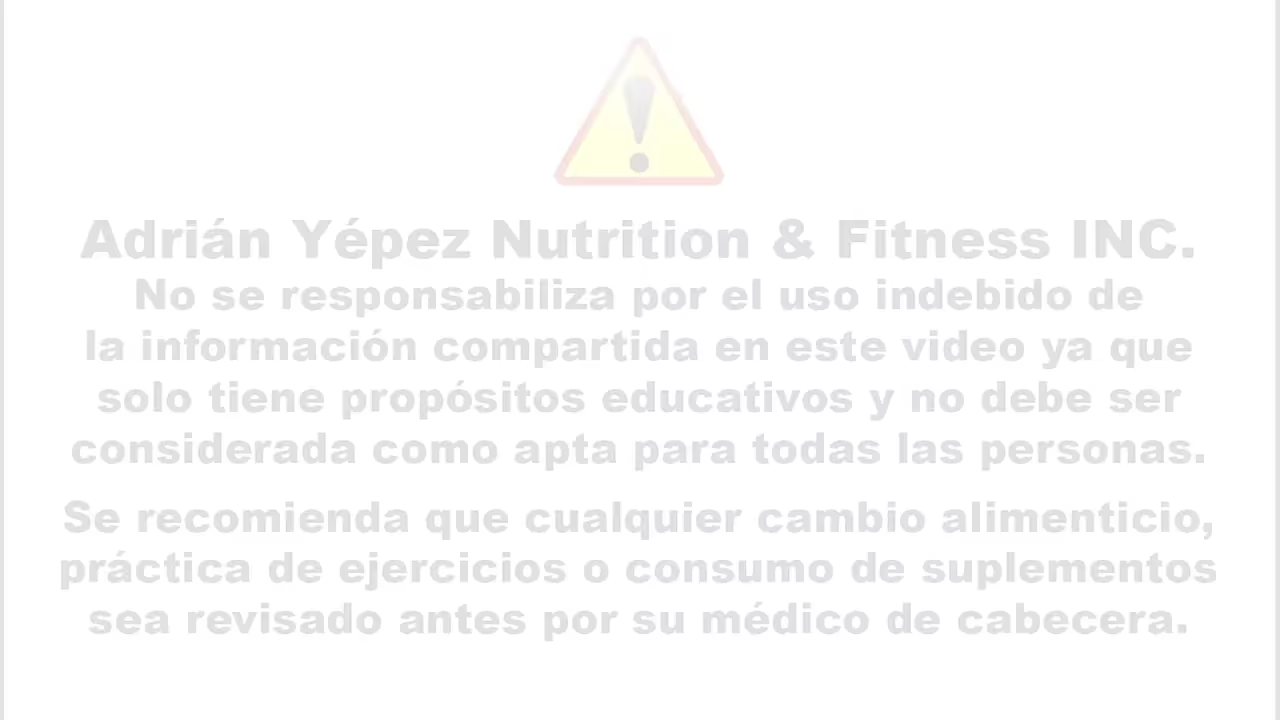 Adrián Yépez Nutrition & Fitness INC.
No se responsabiliza por el uso indebido de
la información compartida en este video ya que
solo tiene propósitos educativos y no debe ser
considerada como apta para todas las personas.
Se recomienda que cualquier cambio alimenticio,
práctica de ejercicios o consumo de suplementos
sea revisado antes por su médico de cabecera.